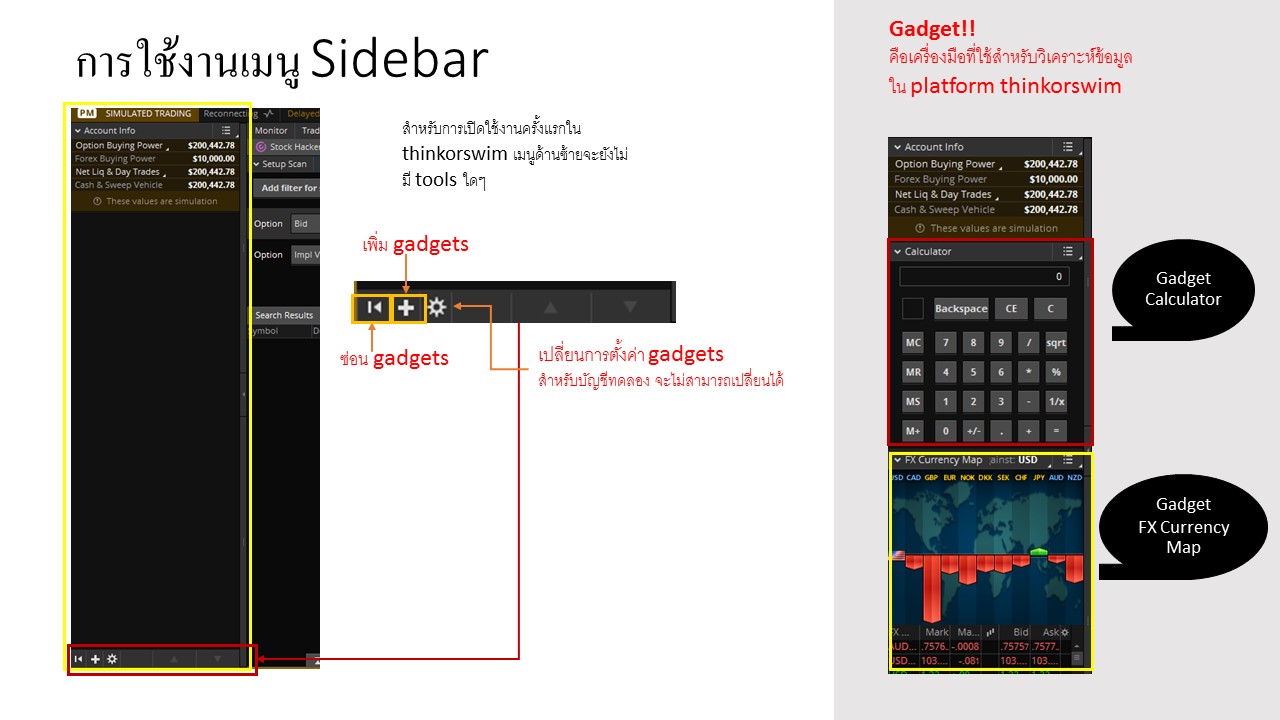 การใช้งานเมนู Sidebar
PM SIMULATED TRADING Reconnecting Delayed
Account Info
Option Buying Power $200,442.78
Forex Buying Power $10,000.00
Net Liq & Day Trades $200,442.78
Cash & Sweep Vehicle $200,442.78
These values are simulation
Monitor Trad
Stock Hacker
Setup Scan
Add filter for
Option Bid
Option Impl V
Search Results
ymbol D
สำหรับการเปิดใช้งานครั้งแรกใน
thinkorswim เมนูด้านซ้ายจะยังไม่
มี tools ใดๆ
เพิ่ม gadgets
ซ่อน gadgets
เปลี่ยนการตั้งค่า gadgets
สำหรับบัญชีทดลอง จะไม่สามารถเปลี่ยนได้
Gadget!!
คือเครื่องมือที่ใช้สำหรับวิเคราะห์ข้อมูล
ใน platform thinkorswim
Account Info
Option Buying Power $200,442.78
Forex Buying Power $10,000.00
Net Liq & Day Trades $200,442.78
Cash & Sweep Vehicle $200,442.78
These values are simulation
Calculator
0
Backspace CE C
MC 7 8 9 / sqrt
MR 4 5 6 * %
MS 1 2 3 - 1/x
M+ 0 +/- . + =
Gadget
Calculator
FX Currency Map ainst: USD
SD CAD GBP EUR NOK DKK SEK CHF JPY AUD NZD
FX ... Mark Ma... Bid Ask
AUD... .7576.. -.0008 .75757 .7577..
USD... 103.... -.081 103.... 103....
Gadget
FX Currency
Map